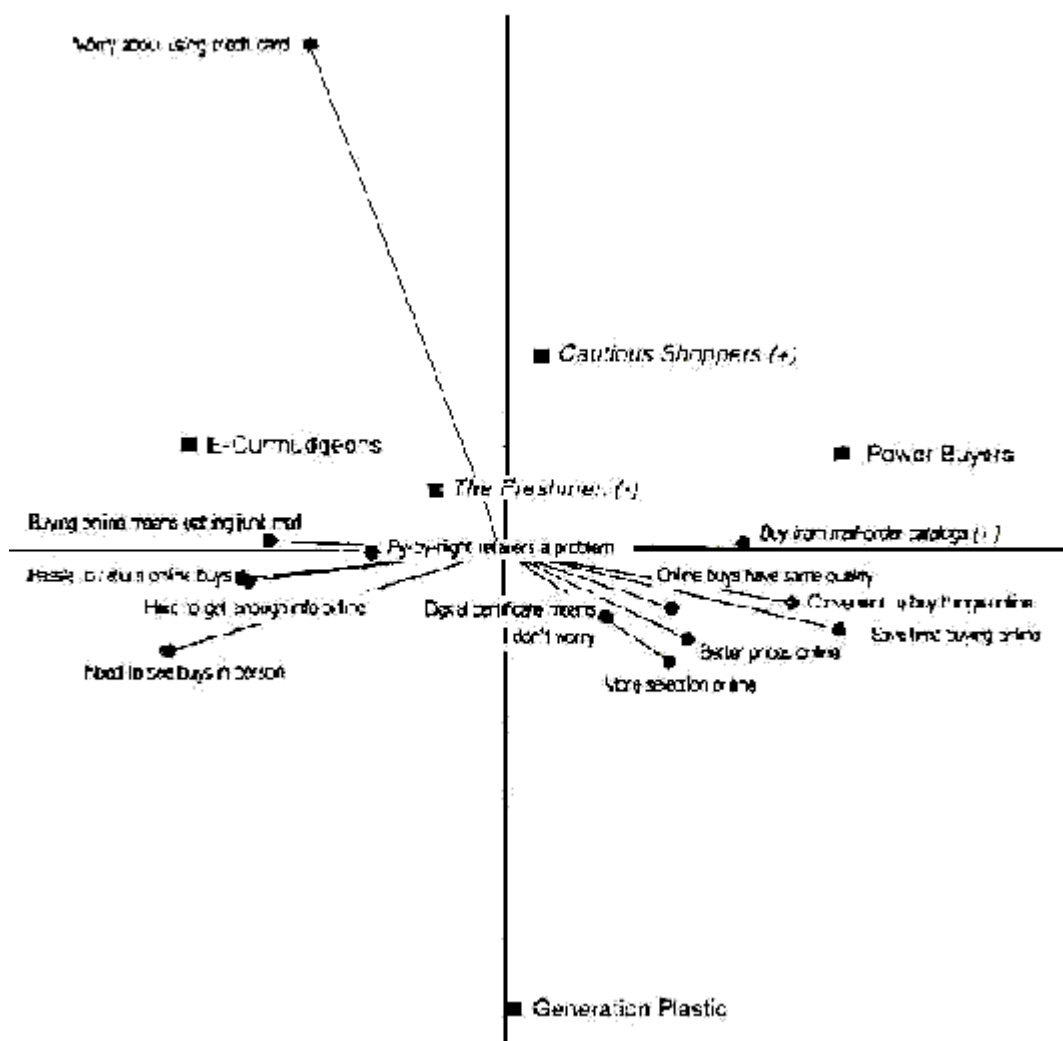 Worry about using credit card
Cautious Shoppers (+)
E-Curmudgeons
Power Buyers
The Freshmen (-)
Buying online means getting junk mail
Buy from mail-order catalogs
Fly-by-night retailers a problem
Hassle to return online buys
Online buys have same quality
Hard to get enough info online
Digital certificate means
I don't worry
Convenient to buy things online
Save time buying online
Better prices online
Need to see buys in person
More selection online
Generation Plastic